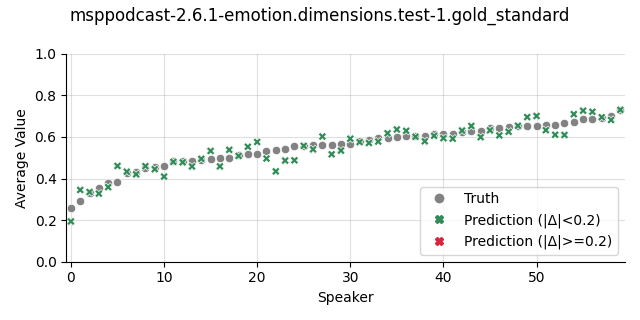 msppodcast-2.6.1-emotion.dimensions.test-1.gold_standard
1.0
0.8
0.6
0.4
0.2
0.0
Average Value
Truth
Prediction (|Δ|<0.2)
Prediction (|Δ|>=0.2)
0 10 20 30 40 50
Speaker